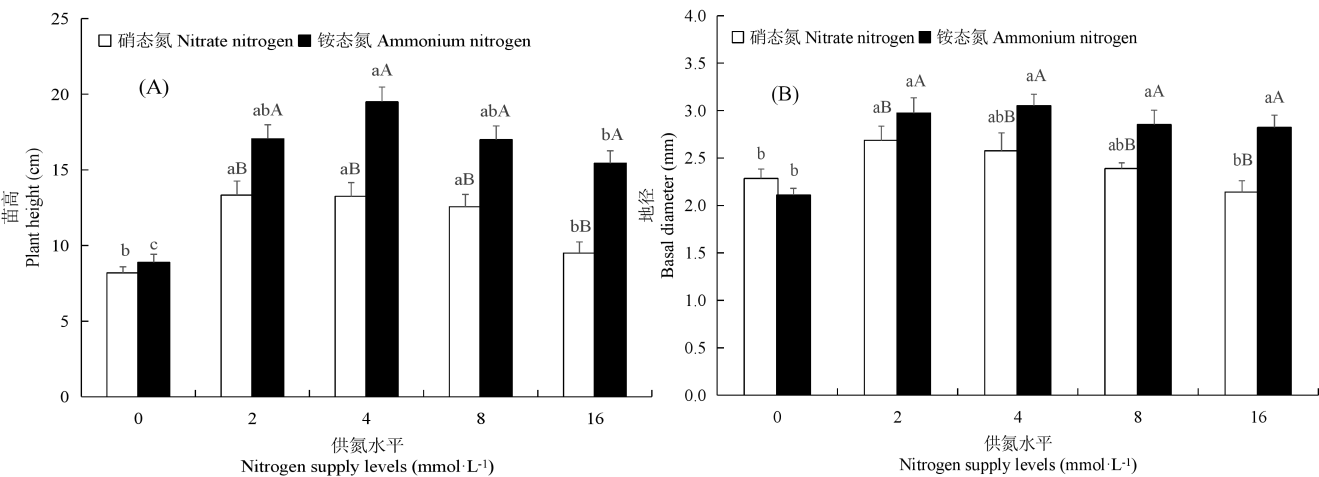 硝态氮 Nitrate nitrogen 铵态氮 Ammonium nitrogen
(A)
苗高
Plant height (cm)
25
20
15
10
5
0
b c aB abA aB aA aB abA bB bA
0 2 4 8 16
供氮水平
Nitrogen supply levels (mmol·L-1)
硝态氮 Nitrate nitrogen 铵态氮 Ammonium nitrogen
(B)
地径
Basal diameter (mm)
4.0
3.5
3.0
2.5
2.0
1.5
1.0
0.5
0.0
b b aB aA abB aA abB aA bB aA
0 2 4 8 16
供氮水平
Nitrogen supply levels (mmol·L-1)